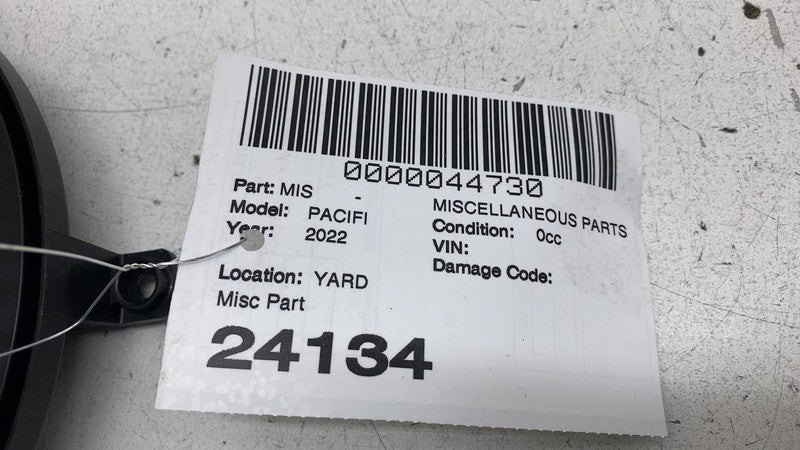 0000044730
Part: MIS - MISCELLANEOUS PARTS
Model: PACIFI Condition: 0cc
Year: 2022 VIN:
Damage Code:
Location: YARD
Misc Part
24134